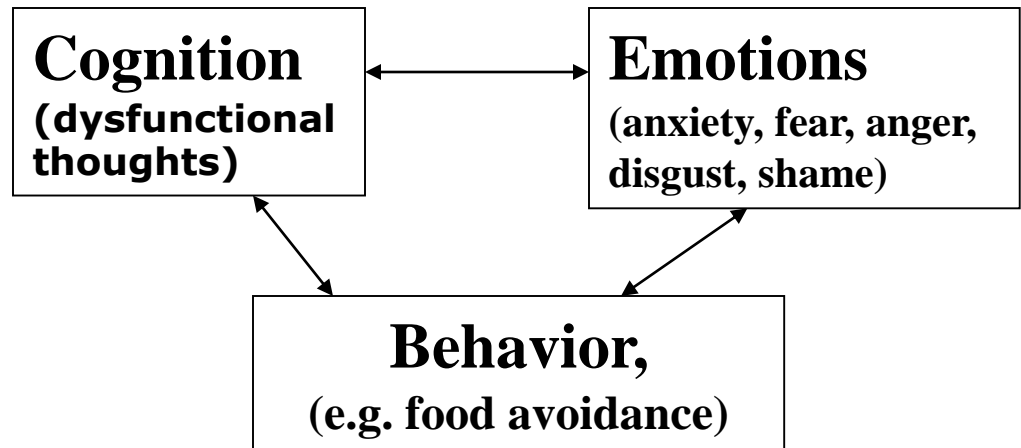 Cognition
(dysfunctional
thoughts)
Emotions
(anxiety, fear, anger,
disgust, shame)
Behavior,
(e.g. food avoidance)